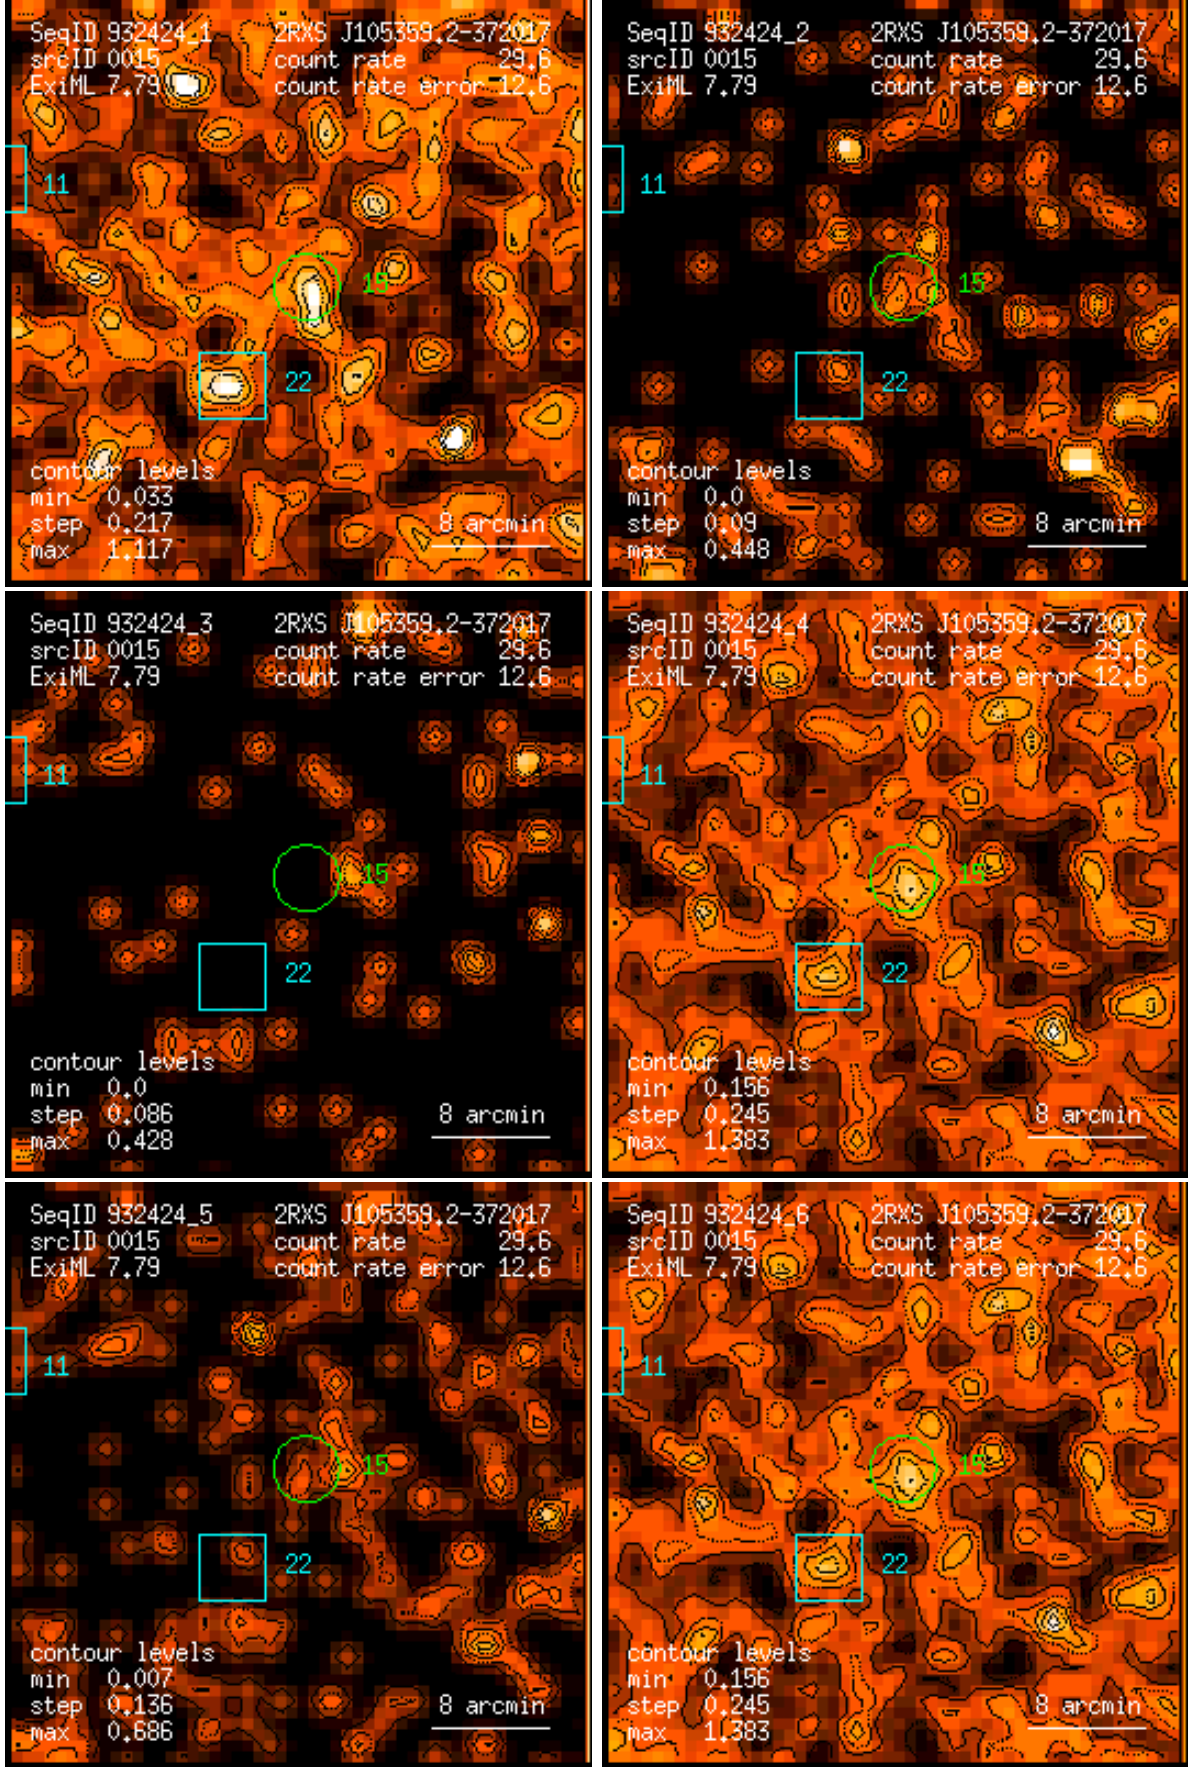 SeqID 932424_1 2RXS J105359.2-372017
srcID 0015 count rate 29.6
ExiML 7.79 count rate error 12.6
11
15
22
contour levels
min 0.033
step 0.217
max 1.117
8 arcmin
SeqID 932424_2 2RXS J105359.2-372017
srcID 0015 count rate 29.6
ExiML 7.79 count rate error 12.6
11
15
22
contour levels
min 0.0
step 0.09
max 0.448
8 arcmin
SeqID 932424_3 2RXS J105359.2-372017
srcID 0015 count rate 29.6
ExiML 7.79 count rate error 12.6
11
15
22
contour levels
min 0.0
step 0.086
max 0.428
8 arcmin
SeqID 932424_4 2RXS J105359.2-372017
srcID 0015 count rate 29.6
ExiML 7.79 count rate error 12.6
11
15
22
contour levels
min 0.156
step 0.245
max 1.383
8 arcmin
SeqID 932424_5 2RXS J105359.2-372017
srcID 0015 count rate 29.6
ExiML 7.79 count rate error 12.6
11
15
22
contour levels
min 0.007
step 0.136
max 0.686
8 arcmin
SeqID 932424_6 2RXS J105359.2-372017
srcID 0015 count rate 29.6
ExiML 7.79 count rate error 12.6
11
15
22
contour levels
min 0.156
step 0.245
max 1.383
8 arcmin